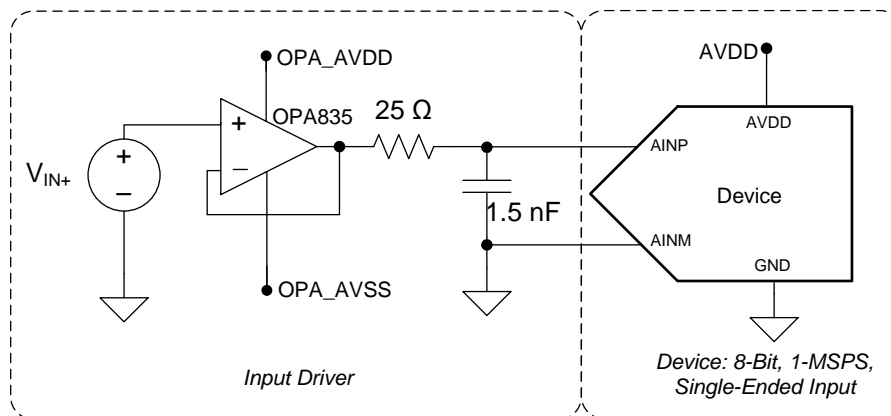 OPA_AVDD
AVDD
OPA835
25 Ω
+
AVDD
AINP
VIN+
+
−
−
Device
1.5 nF
AINM
GND
OPA_AVSS
Input Driver
Device: 8-Bit, 1-MSPS,
Single-Ended Input